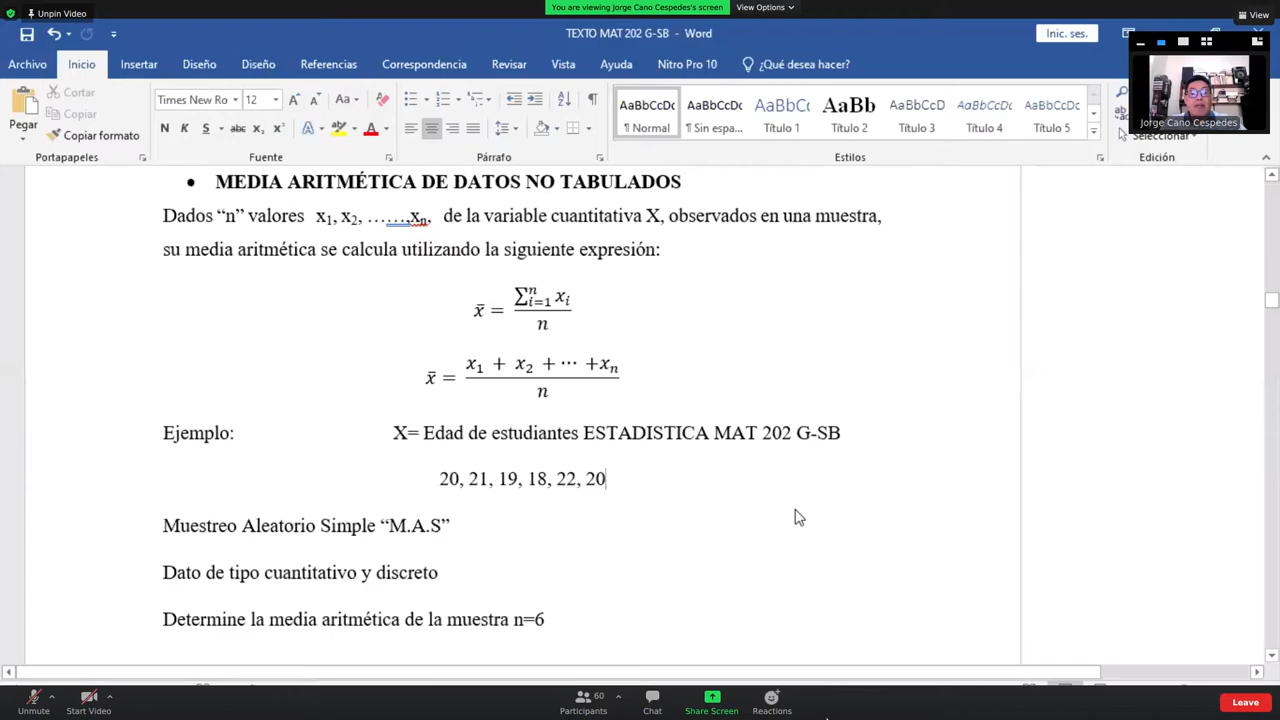 Unpin Video
You are viewing Jorge Cano Cespedes's screen
View Options
View
TEXTO MAT 202 G-SB - Word
Inic. ses.
Archivo Inicio Insertar Diseño Diseño Referencias Correspondencia Revisar Vista Ayuda Nitro Pro 10 ¿Qué desea hacer?
Pegar
Cortar
Copiar
Copiar formato
Times New Ro 12
N K S abc x₂ x²
AaBbCcDc AaBbCcDc AaBbCcD AaBb AaBbCcD AaBbCcD AaBbCcDc
¶ Normal ¶ Sin espa... Título 1 Título 2 Título 3 Título 4 Título 5
Jorge Cano Cespedes
Seleccionar
Portapapeles Fuente Párrafo Estilos Edición
• MEDIA ARITMÉTICA DE DATOS NO TABULADOS
Dados “n” valores x₁, x₂, ……,xₙ, de la variable cuantitativa X, observados en una muestra,
su media aritmética se calcula utilizando la siguiente expresión:
x̄ = ∑ⁿᵢ₌₁ xᵢ / n
x̄ = x₁ + x₂ + ⋯ +xₙ / n
Ejemplo: X= Edad de estudiantes ESTADISTICA MAT 202 G-SB
20, 21, 19, 18, 22, 20
Muestreo Aleatorio Simple “M.A.S”
Dato de tipo cuantitativo y discreto
Determine la media aritmética de la muestra n=6
Unmute Start Video Participants 60 Chat Share Screen Reactions Leave